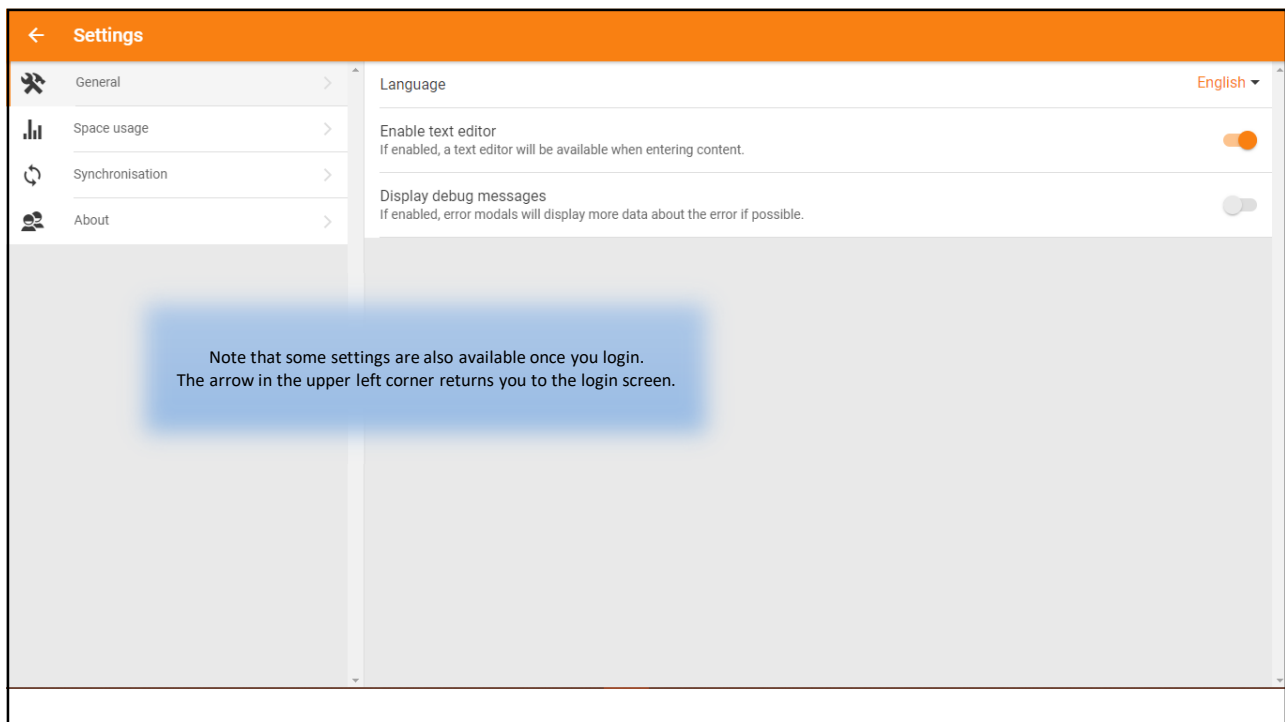 Settings
General
Space usage
Synchronisation
About
Language
English
Enable text editor
If enabled, a text editor will be available when entering content.
Display debug messages
If enabled, error modals will display more data about the error if possible.
Note that some settings are also available once you login.
The arrow in the upper left corner returns you to the login screen.